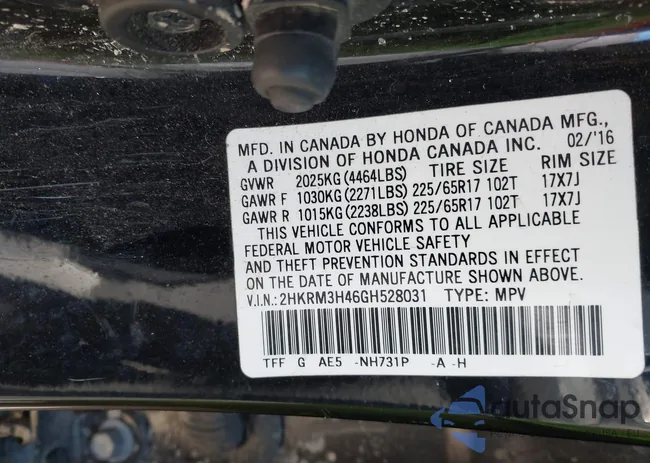 MFD. IN CANADA BY HONDA OF CANADA MFG.,
A DIVISION OF HONDA CANADA INC. 02/'16
GVWR 2025KG(4464LBS) TIRE SIZE RIM SIZE
GAWR F 1030KG(2271LBS) 225/65R17 102T 17X7J
GAWR R 1015KG(2238LBS) 225/65R17 102T 17X7J
THIS VEHICLE CONFORMS TO ALL APPLICABLE
FEDERAL MOTOR VEHICLE SAFETY
AND THEFT PREVENTION STANDARDS IN EFFECT
ON THE DATE OF MANUFACTURE SHOWN ABOVE.
V.I.N.: 2HKRM3H46GH528031 TYPE: MPV
TFF G AE5 -NH731P -A -H
AutaSnap